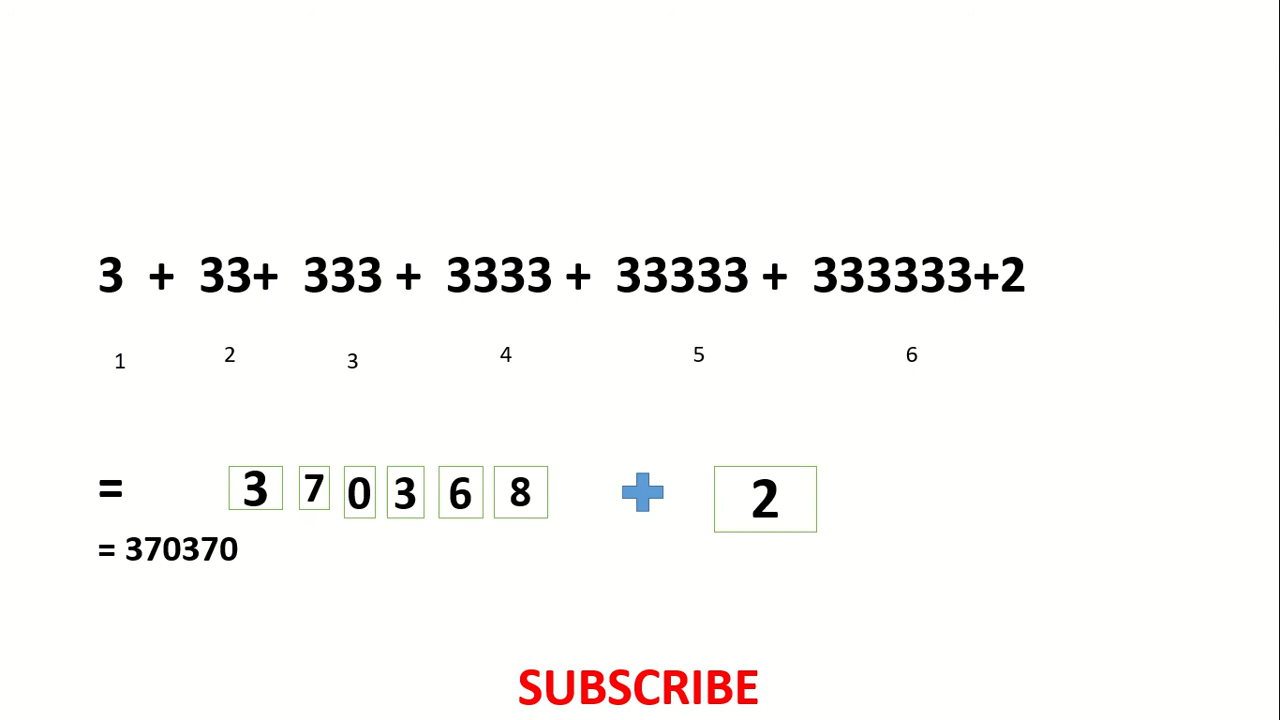 3 + 33+ 333 + 3333 + 33333 + 333333+2
1 2 3 4 5 6
= 3 7 0 3 6 8 + 2
= 370370
SUBSCRIBE